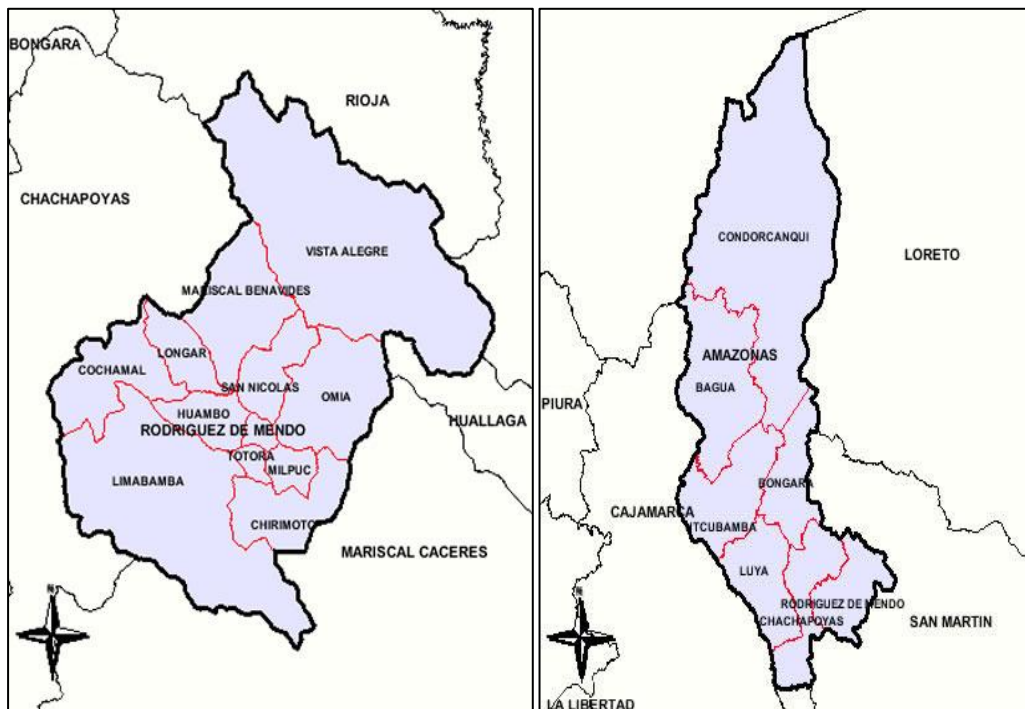 BONGARA
RIOJA
CHACHAPOYAS
VISTA ALEGRE
MARISCAL BENAVIDES
LONGAR
COCHAMAL
SAN NICOLAS
OMIA
HUAMBO
HUALLAGA
RODRIGUEZ DE MENDO
TOTORA
MILPUC
LIMABAMBA
CHIRIMOTO
MARISCAL CACERES
N
CONDORCANQUI
LORETO
AMAZONAS
BAGUA
PIURA
BONGARA
CAJAMARCA
UTCUBAMBA
LUYA
RODRIGUEZ DE MENDO
CHACHAPOYAS
SAN MARTIN
N
LA LIBERTAD